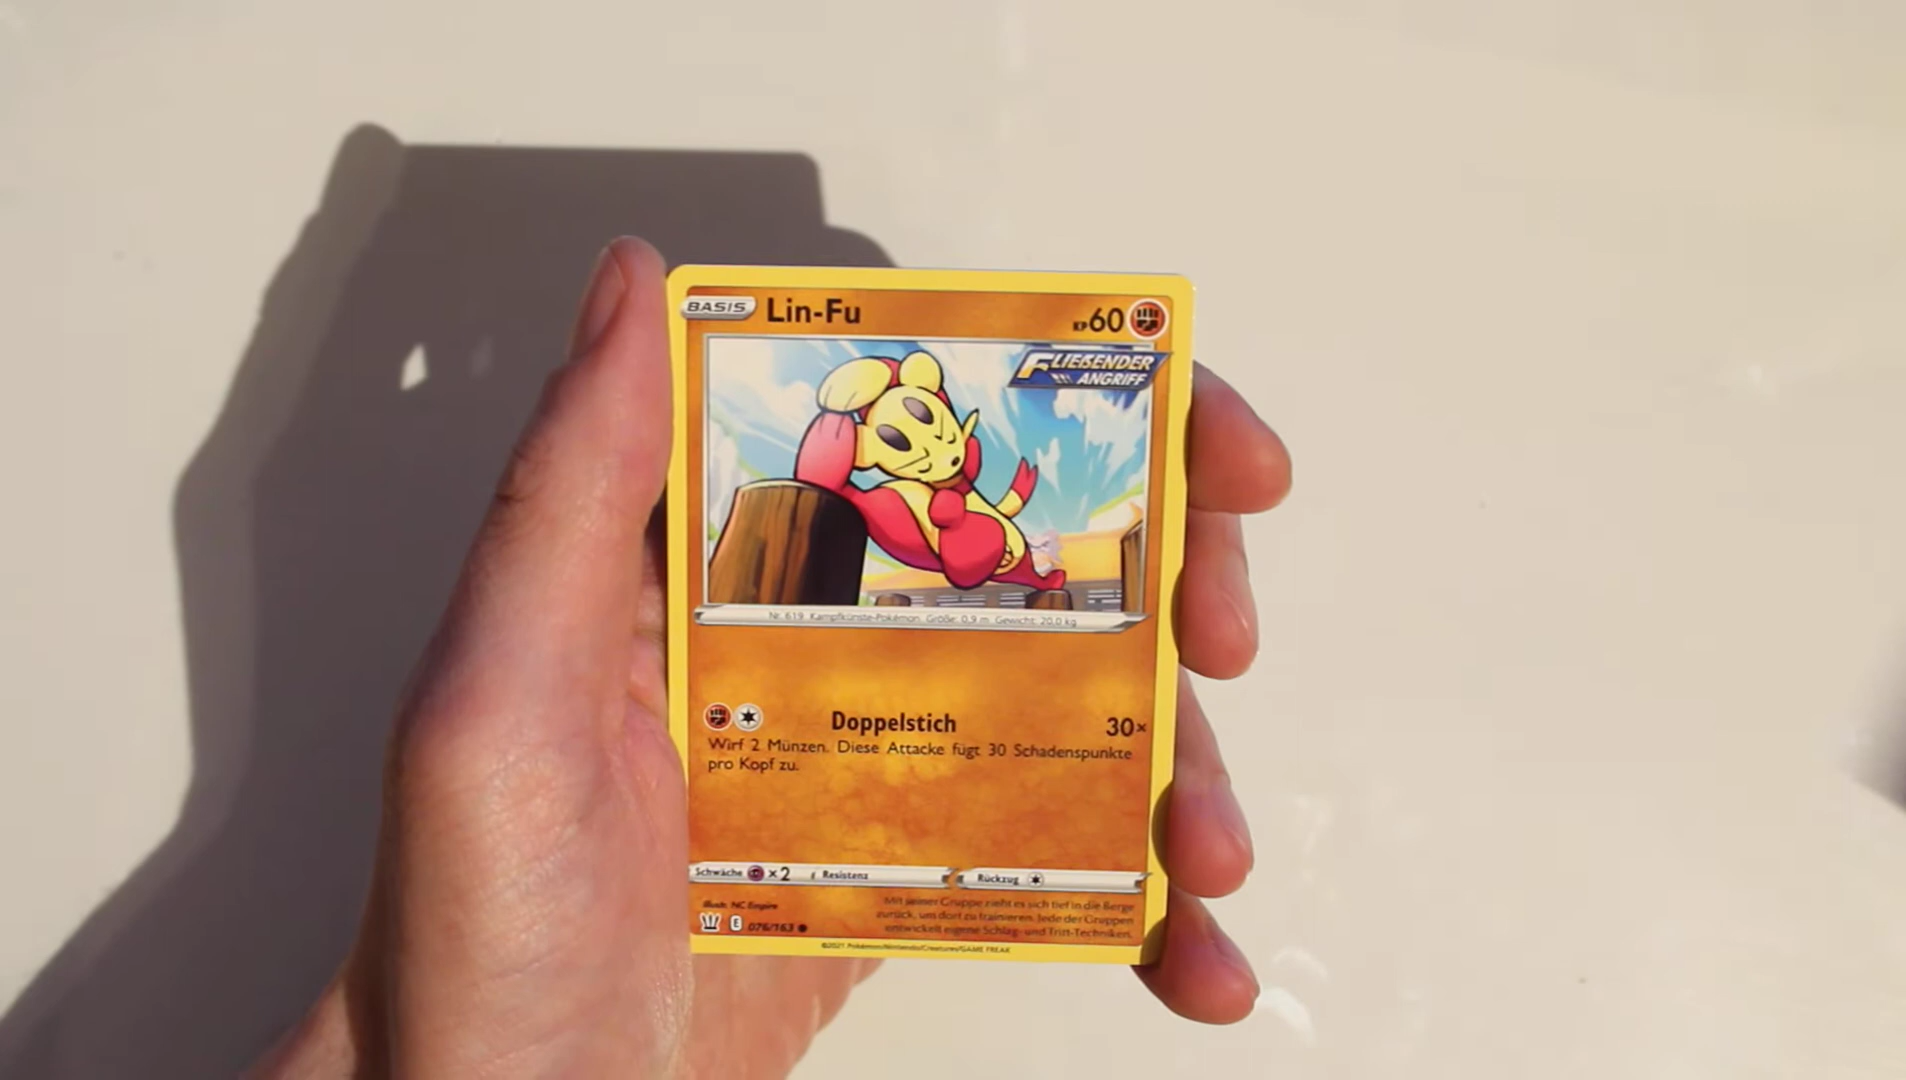 BASIS Lin-Fu KP60
FLIEẞENDER
ANGRIFF
Nr. 619 Kampfkünste-Pokémon Größe: 0,9 m Gewicht: 20,0 kg
Doppelstich 30×
Wirf 2 Münzen. Diese Attacke fügt 30 Schadenspunkte
pro Kopf zu.
Schwäche ×2 Resistenz Rückzug
Illustr. NC Empire
Mit seiner Gruppe zieht es sich tief in die Berge
zurück, um dort zu trainieren. Jede der Gruppen
entwickelt eigene Schlag- und Tritt-Techniken.
E 076/163
©2021 Pokémon/Nintendo/Creatures/GAME FREAK